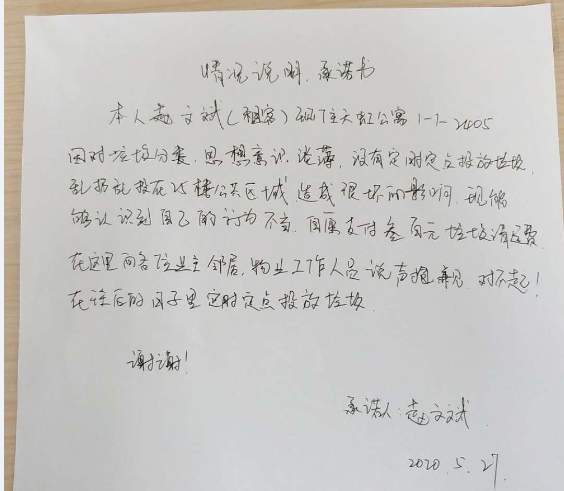 情况说明.承诺书
本人赵文斌(租客)现住天虹公寓1-1-2005
因对垃圾分类.思想意识.淡薄,没有定时定点投放垃圾,
乱扔乱投在25楼公共区域,造成很坏的影响.现能
够认识到自己的行为不当.自愿支付叁百元垃圾清运费.
在这里向各位业主邻居,物业工作人员说声抱歉.对不起!
在往后的日子里定时定点投放垃圾.
谢谢!
承诺人:赵文斌
2020.5.27.